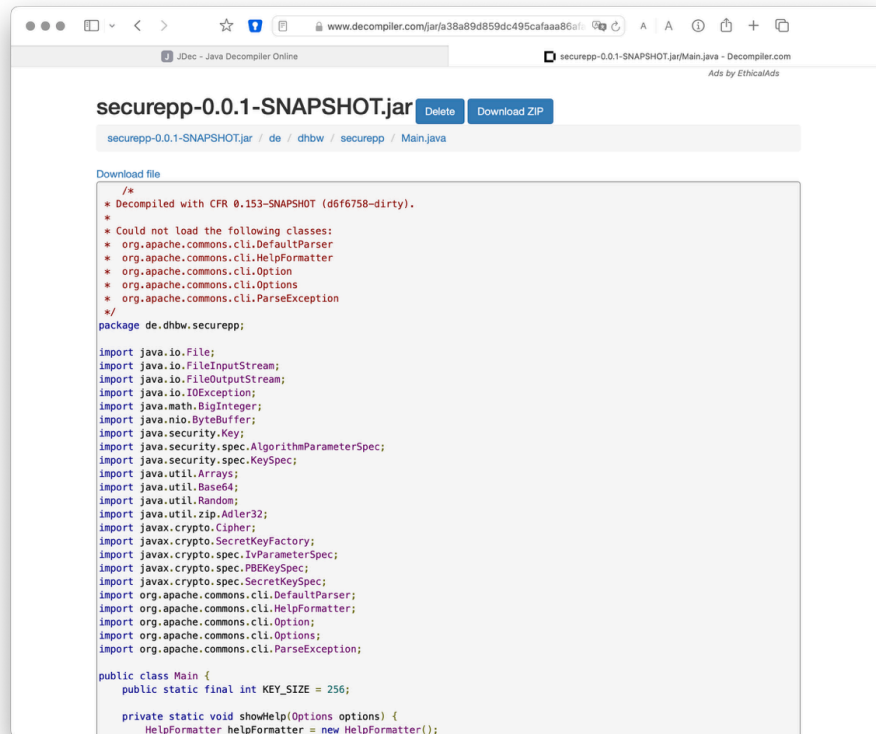 www.decompiler.com/jar/a38a89d859dc495cafaaa86af
A A
J JDec - Java Decompiler Online
securepp-0.0.1-SNAPSHOT.jar/Main.java - Decompiler.com
Ads by EthicalAds
securepp-0.0.1-SNAPSHOT.jar Delete Download ZIP
securepp-0.0.1-SNAPSHOT.jar / de / dhbw / securepp / Main.java
Download file
/*
* Decompiled with CFR 0.153-SNAPSHOT (d6f6758-dirty).
*
* Could not load the following classes:
* org.apache.commons.cli.DefaultParser
* org.apache.commons.cli.HelpFormatter
* org.apache.commons.cli.Option
* org.apache.commons.cli.Options
* org.apache.commons.cli.ParseException
*/
package de.dhbw.securepp;
import java.io.File;
import java.io.FileInputStream;
import java.io.FileOutputStream;
import java.io.IOException;
import java.math.BigInteger;
import java.nio.ByteBuffer;
import java.security.Key;
import java.security.spec.AlgorithmParameterSpec;
import java.security.spec.KeySpec;
import java.util.Arrays;
import java.util.Base64;
import java.util.Random;
import java.util.zip.Adler32;
import javax.crypto.Cipher;
import javax.crypto.SecretKeyFactory;
import javax.crypto.spec.IvParameterSpec;
import javax.crypto.spec.PBEKeySpec;
import javax.crypto.spec.SecretKeySpec;
import org.apache.commons.cli.DefaultParser;
import org.apache.commons.cli.HelpFormatter;
import org.apache.commons.cli.Option;
import org.apache.commons.cli.Options;
import org.apache.commons.cli.ParseException;
public class Main {
public static final int KEY_SIZE = 256;
private static void showHelp(Options options) {
HelpFormatter helpFormatter = new HelpFormatter();